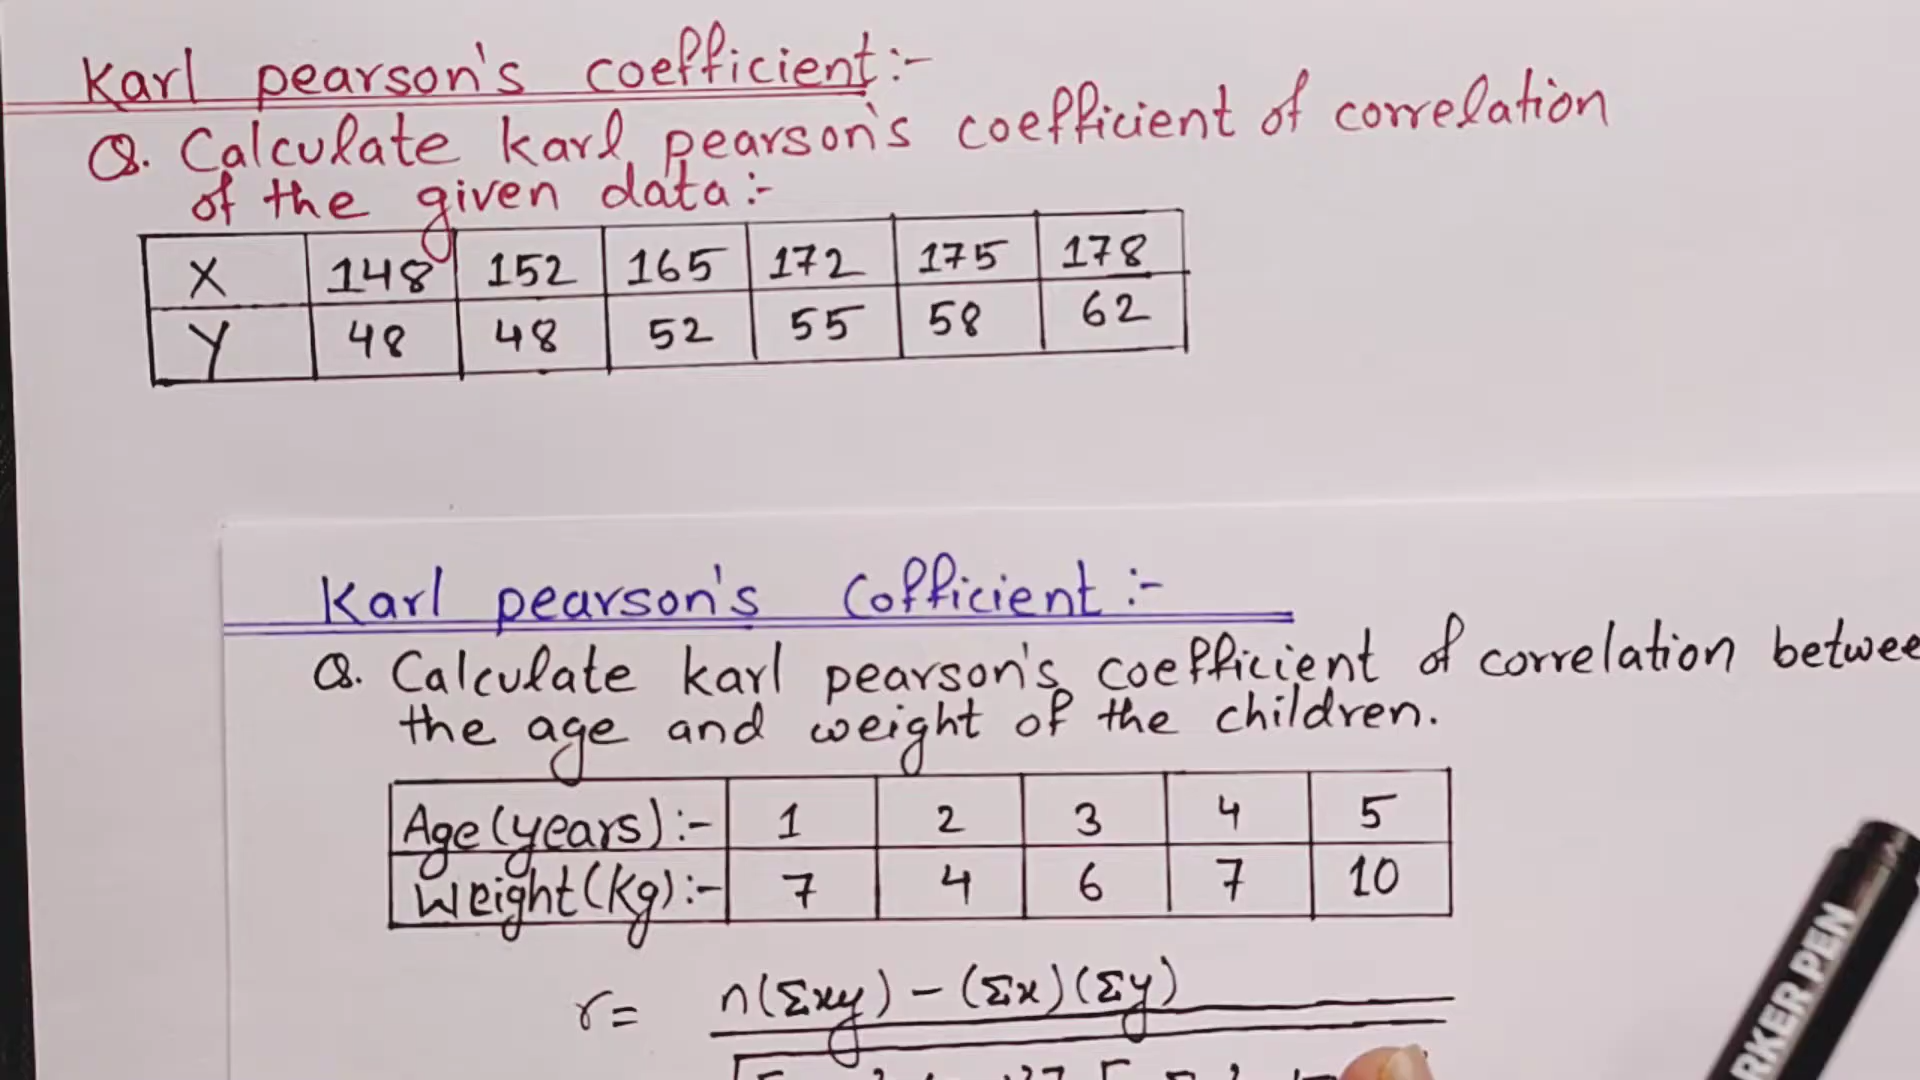 Karl pearson's coefficient:-
Q. Calculate karl pearson's coefficient of correlation
of the given data:-
X 148 152 165 172 175 178
Y 48 48 52 55 58 62
Karl pearson's Cofficient:-
Q. Calculate karl pearson's coefficient of correlation betwee
the age and weight of the children.
Age(years):- 1 2 3 4 5
Weight(kg):- 7 4 6 7 10
r= n(Σxy) - (Σx)(Σy)
RKER PEN